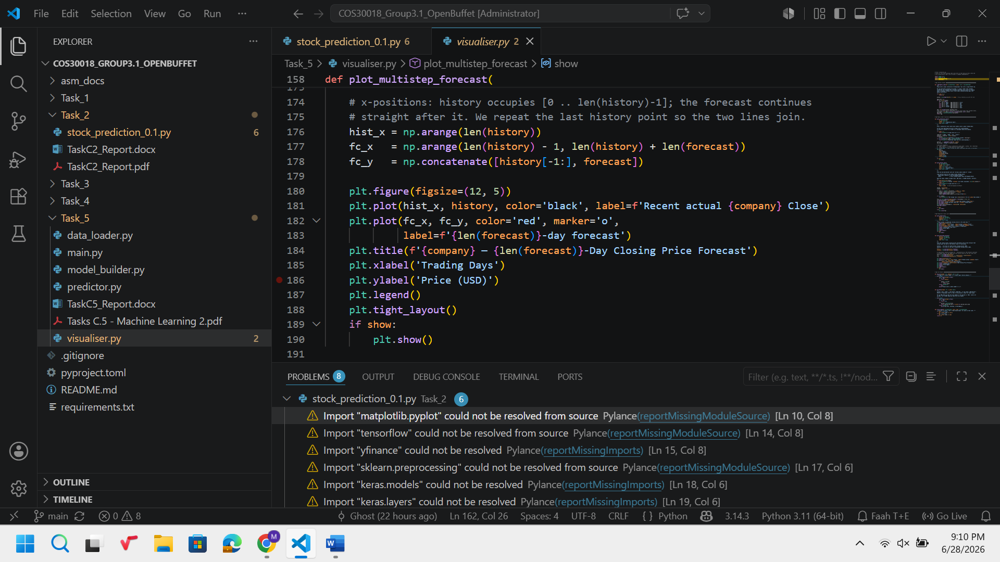 File Edit Selection View Go Run ···
COS30018_Group3.1_OpenBuffet [Administrator]
EXPLORER
COS30018_GROUP3.1_OPENBUFFET
asm_docs
Task_1
Task_2
stock_prediction_0.1.py 6
TaskC2_Report.docx
TaskC2_Report.pdf
Task_3
Task_4
Task_5
data_loader.py
main.py
model_builder.py
predictor.py
TaskC5_Report.docx
Tasks C.5 - Machine Learning 2.pdf
visualiser.py 2
.gitignore
pyproject.toml
README.md
requirements.txt
OUTLINE
TIMELINE
stock_prediction_0.1.py 6
visualiser.py 2
Task_5 > visualiser.py > plot_multistep_forecast > show
158 def plot_multistep_forecast(
174 # x-positions: history occupies [0 .. len(history)-1]; the forecast continues
175 # straight after it. We repeat the last history point so the two lines join.
176 hist_x = np.arange(len(history))
177 fc_x   = np.arange(len(history) - 1, len(history) + len(forecast))
178 fc_y   = np.concatenate([history[-1:], forecast])
179
180 plt.figure(figsize=(12, 5))
181 plt.plot(hist_x, history, color='black', label=f'Recent actual {company} Close')
182 plt.plot(fc_x, fc_y, color='red', marker='o',
183 label=f'{len(forecast)}-day forecast')
184 plt.title(f'{company} — {len(forecast)}-Day Closing Price Forecast')
185 plt.xlabel('Trading Days')
186 plt.ylabel('Price (USD)')
187 plt.legend()
188 plt.tight_layout()
189 if show:
190 plt.show()
191
PROBLEMS 8 OUTPUT DEBUG CONSOLE TERMINAL PORTS
Filter (e.g. text, **/*.ts, !**/nod...
stock_prediction_0.1.py Task_2 6
Import "matplotlib.pyplot" could not be resolved from source Pylance(reportMissingModuleSource) [Ln 10, Col 8]
Import "tensorflow" could not be resolved from source Pylance(reportMissingModuleSource) [Ln 14, Col 8]
Import "yfinance" could not be resolved Pylance(reportMissingImports) [Ln 15, Col 8]
Import "sklearn.preprocessing" could not be resolved from source Pylance(reportMissingModuleSource) [Ln 17, Col 6]
Import "keras.models" could not be resolved Pylance(reportMissingImports) [Ln 18, Col 6]
Import "keras.layers" could not be resolved Pylance(reportMissingImports) [Ln 19, Col 6]
main 0 8 Ghost (22 hours ago) Ln 162, Col 26 Spaces: 4 UTF-8 CRLF { } Python 3.14.3 Python 3.11 (64-bit) Faah T+E Go Live
M
W
9:10 PM
6/28/2026